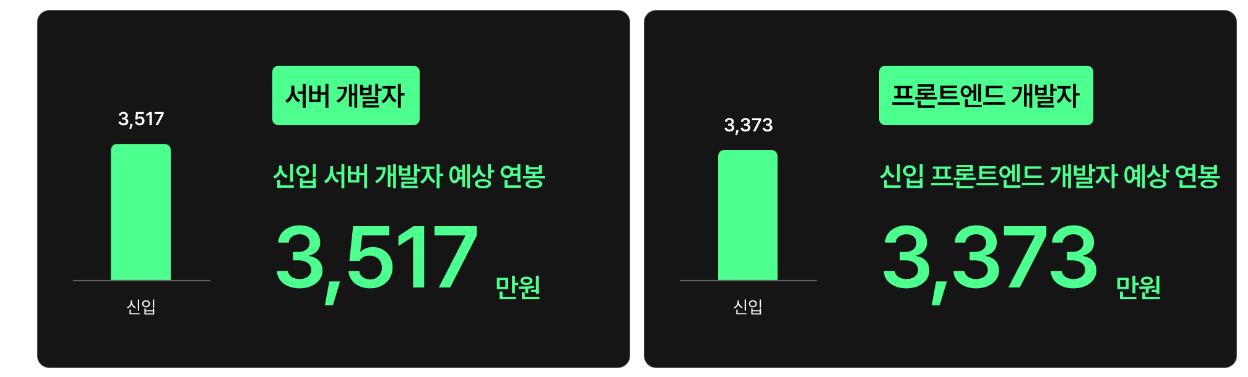 서버 개발자
3,517
신입 서버 개발자 예상 연봉
3,517 만원
신입
프론트엔드 개발자
3,373
신입 프론트엔드 개발자 예상 연봉
3,373 만원
신입